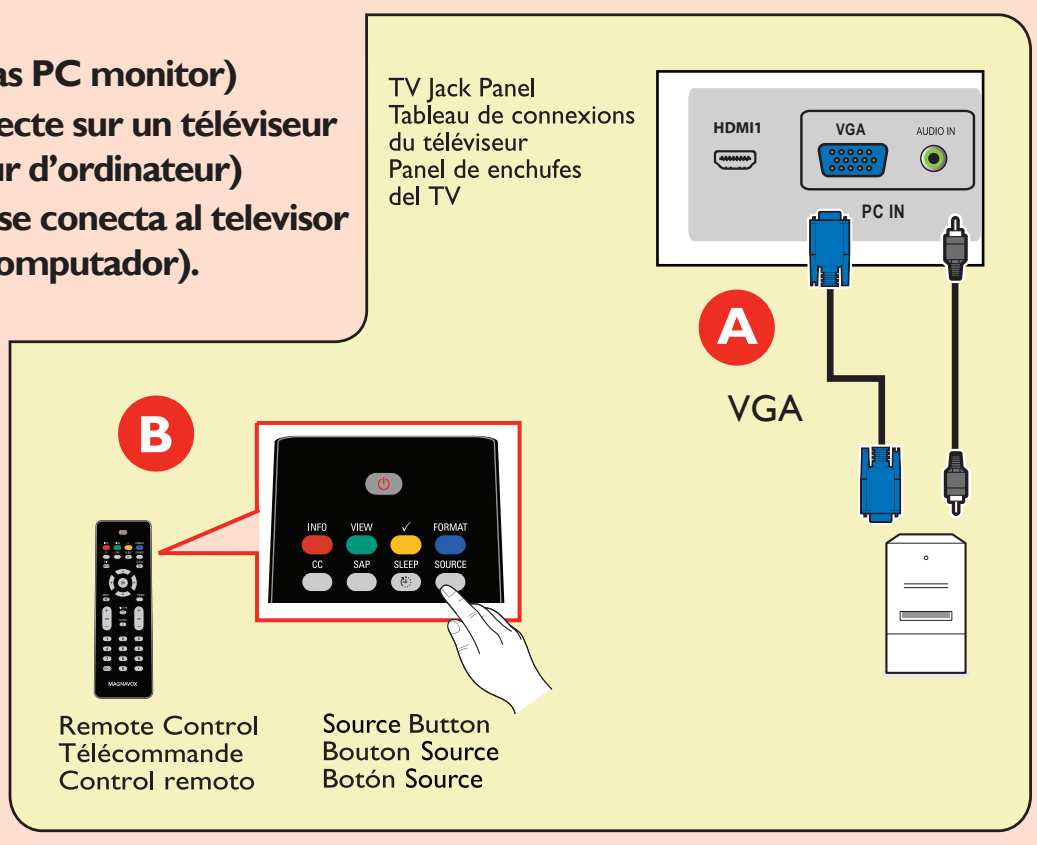 as PC monitor)
ecte sur un téléviseur
ur d’ordinateur)
se conecta al televisor
omputador).
TV Jack Panel
Tableau de connexions
du téléviseur
Panel de enchufes
del TV
HDMI1
VGA
AUDIO IN
PC IN
A
VGA
B
INFO VIEW ✓ FORMAT
CC SAP SLEEP SOURCE
MAGNAVOX
Remote Control
Télécommande
Control remoto
Source Button
Bouton Source
Botón Source